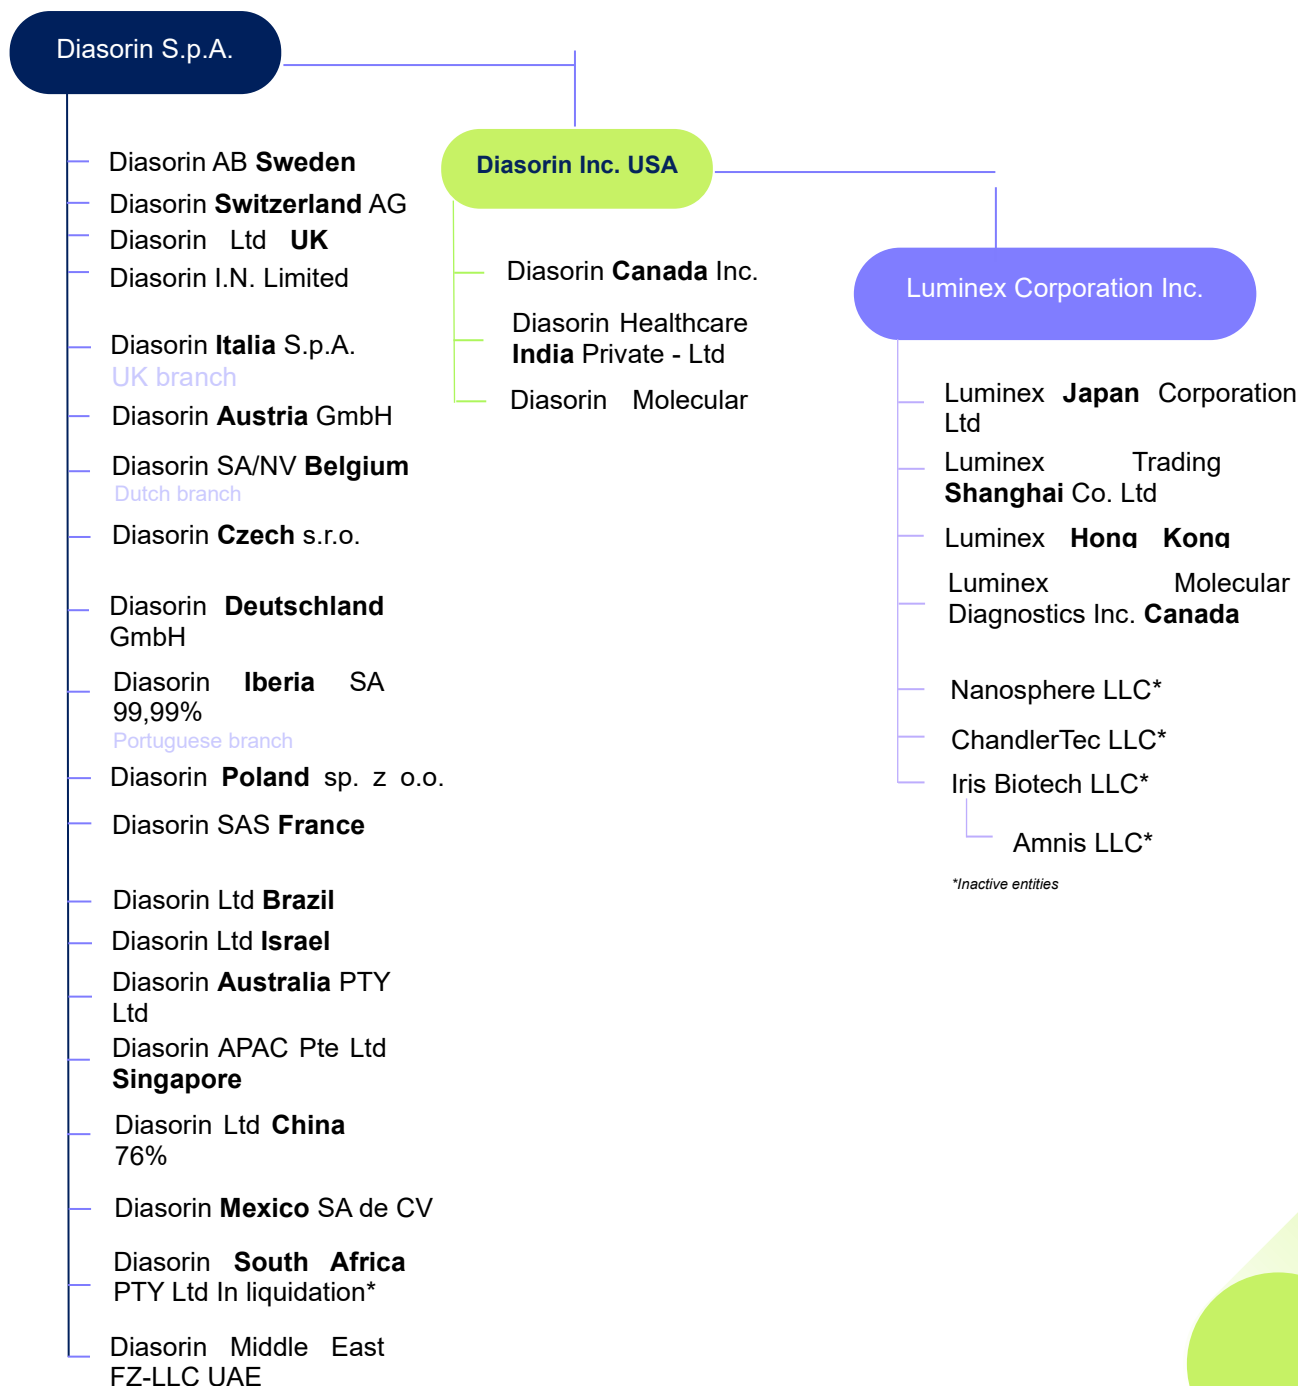 Diasorin S.p.A.
Diasorin AB Sweden
Diasorin Switzerland AG
Diasorin Ltd UK
Diasorin I.N. Limited
Diasorin Italia S.p.A.
UK branch
Diasorin Austria GmbH
Diasorin SA/NV Belgium
Dutch branch
Diasorin Czech s.r.o.
Diasorin Deutschland
GmbH
Diasorin Iberia SA
99,99%
Portuguese branch
Diasorin Poland sp. z o.o.
Diasorin SAS France
Diasorin Ltd Brazil
Diasorin Ltd Israel
Diasorin Australia PTY
Ltd
Diasorin APAC Pte Ltd
Singapore
Diasorin Ltd China
76%
Diasorin Mexico SA de CV
Diasorin South Africa
PTY Ltd In liquidation*
Diasorin Middle East
FZ-LLC UAE
Diasorin Inc. USA
Diasorin Canada Inc.
Diasorin Healthcare
India Private - Ltd
Diasorin Molecular
Luminex Corporation Inc.
Luminex Japan Corporation
Ltd
Luminex Trading
Shanghai Co. Ltd
Luminex Hong Kong
Luminex Molecular
Diagnostics Inc. Canada
Nanosphere LLC*
ChandlerTec LLC*
Iris Biotech LLC*
Amnis LLC*
*Inactive entities